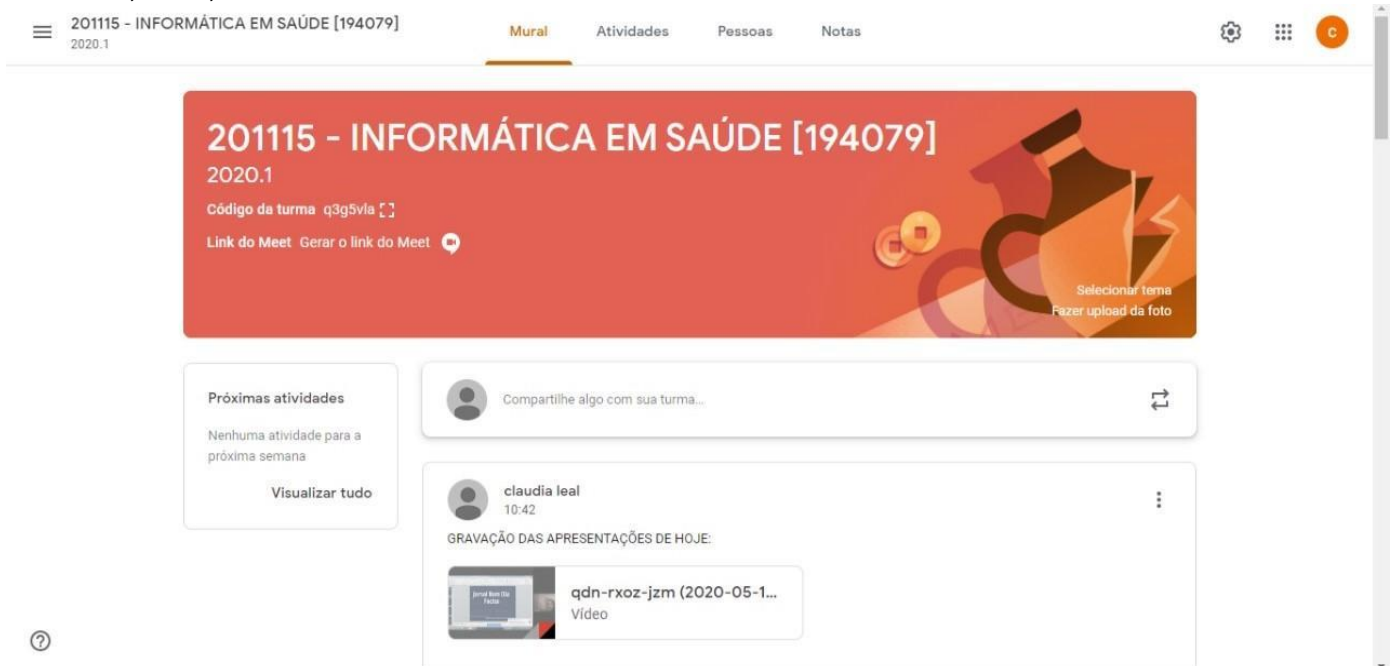 201115 - INFORMÁTICA EM SAÚDE [194079]
2020.1
Mural
Atividades
Pessoas
Notas
C
201115 - INFORMÁTICA EM SAÚDE [194079]
2020.1
Código da turma q3g5vla
Link do Meet Gerar o link do Meet
Selecionar tema
Fazer upload da foto
Próximas atividades
Nenhuma atividade para a
próxima semana
Visualizar tudo
Compartilhe algo com sua turma...
claudia leal
10:42
GRAVAÇÃO DAS APRESENTAÇÕES DE HOJE:
Jornal Bom Dia
qdn-rxoz-jzm (2020-05-1...
Vídeo